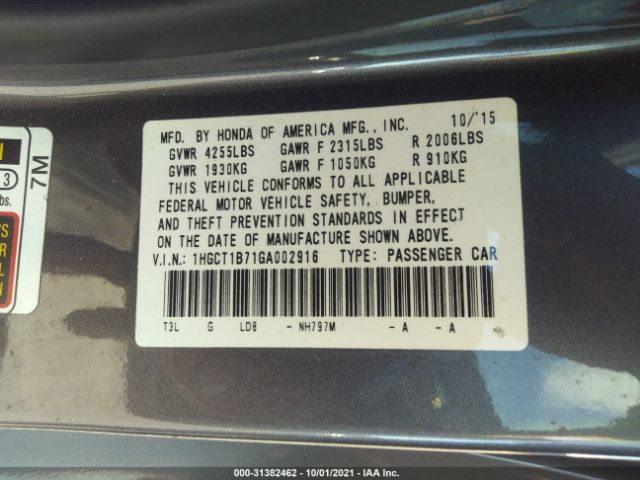 MFD. BY HONDA OF AMERICA MFG., INC. 10/'15
GVWR 4255LBS GAWR F 2315LBS R 2006LBS
GVWR 1930KG GAWR F 1050KG R 910KG
THIS VEHICLE CONFORMS TO ALL APPLICABLE
FEDERAL MOTOR VEHICLE SAFETY, BUMPER,
AND THEFT PREVENTION STANDARDS IN EFFECT
ON THE DATE OF MANUFACTURE SHOWN ABOVE.
V.I.N.: 1HGCT1B71GA002916 TYPE: PASSENGER CAR
T3L G LD8 - NH797M - A - A
N
3
bs.
7M
'S
R
L
N
000-31382462 - 10/01/2021 - IAA Inc.